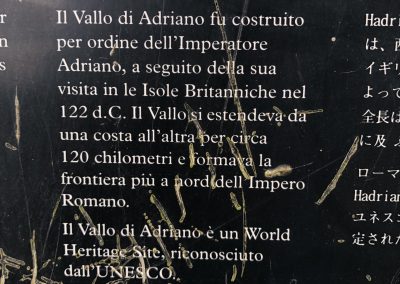 Il Vallo di Adriano fu costruito
per ordine dell'Imperatore
Adriano, a seguito della sua
visita in le Isole Britanniche nel
122 d.C. Il Vallo si estendeva da
una costa all'altra per circa
120 chilometri e formava la
frontiera più a nord dell'Impero
Romano.
Il Vallo di Adriano è un World
Heritage Site, riconosciuto
dall'UNESCO.
Hadri
は、西
イギリ
よって
全長は
に及ぶ
ローマ
Hadrian
ユネスコ
定された